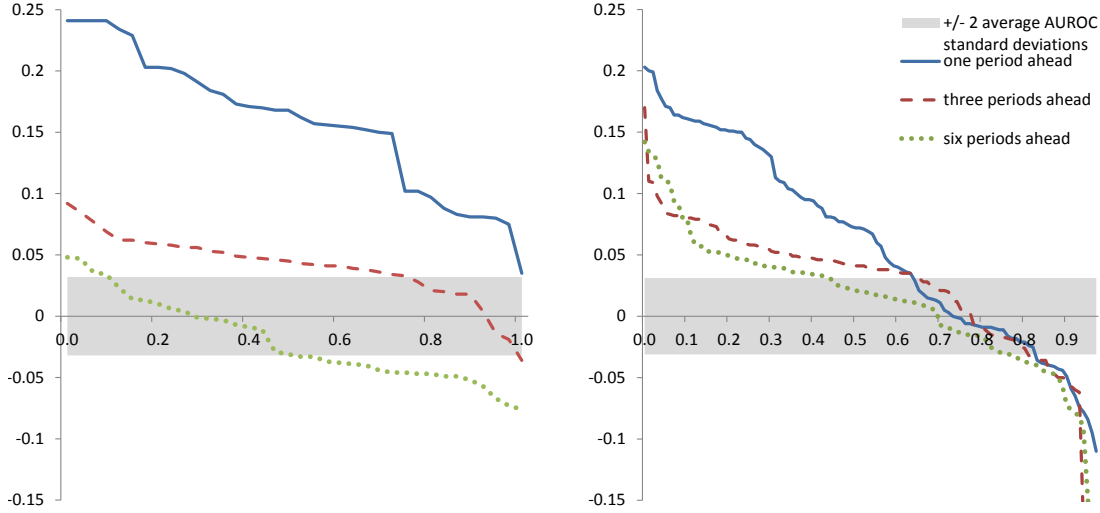 0.25
0.2
0.15
0.1
0.05
0
-0.05
-0.1
-0.15
0.0 0.2 0.4 0.6 0.8 1.0
0.25
0.2
0.15
0.1
0.05
0
-0.05
-0.1
-0.15
0.0 0.1 0.2 0.3 0.4 0.5 0.6 0.7 0.8 0.8 0.9
+/- 2 average AUROC
standard deviations
one period ahead
three periods ahead
six periods ahead